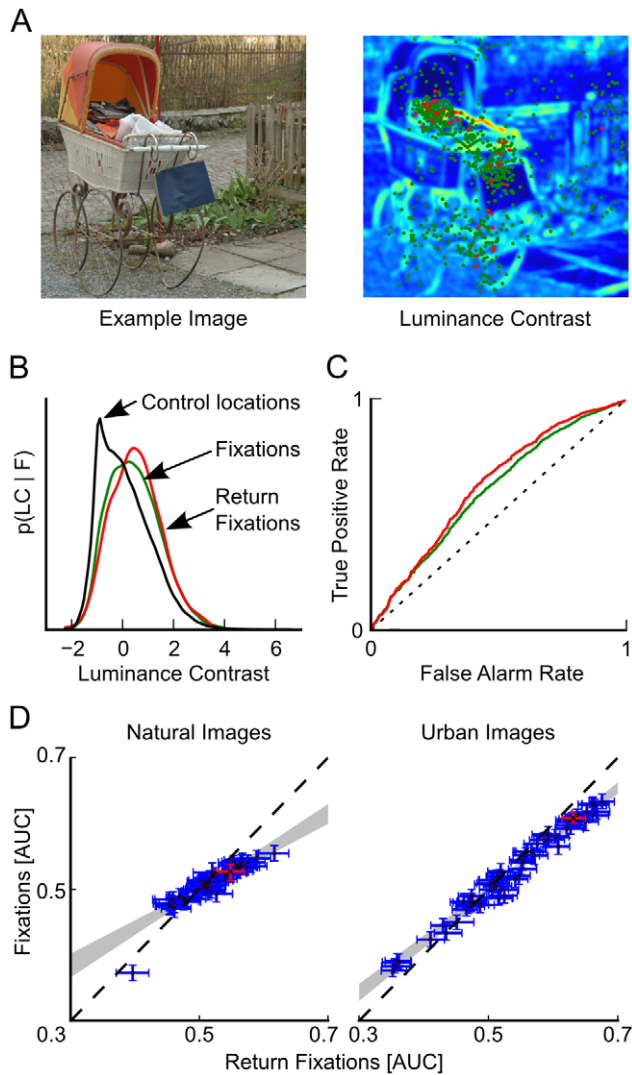 A
Example Image
Luminance Contrast
B
Control locations
Fixations
Return
Fixations
p(LC | F)
−2 0 2 4 6
Luminance Contrast
C
1
True Positive Rate
0
0 1
False Alarm Rate
D
Natural Images
Urban Images
0.7
0.5
0.3
Fixations [AUC]
0.5 0.7
0.3 0.5 0.7
Return Fixations [AUC]